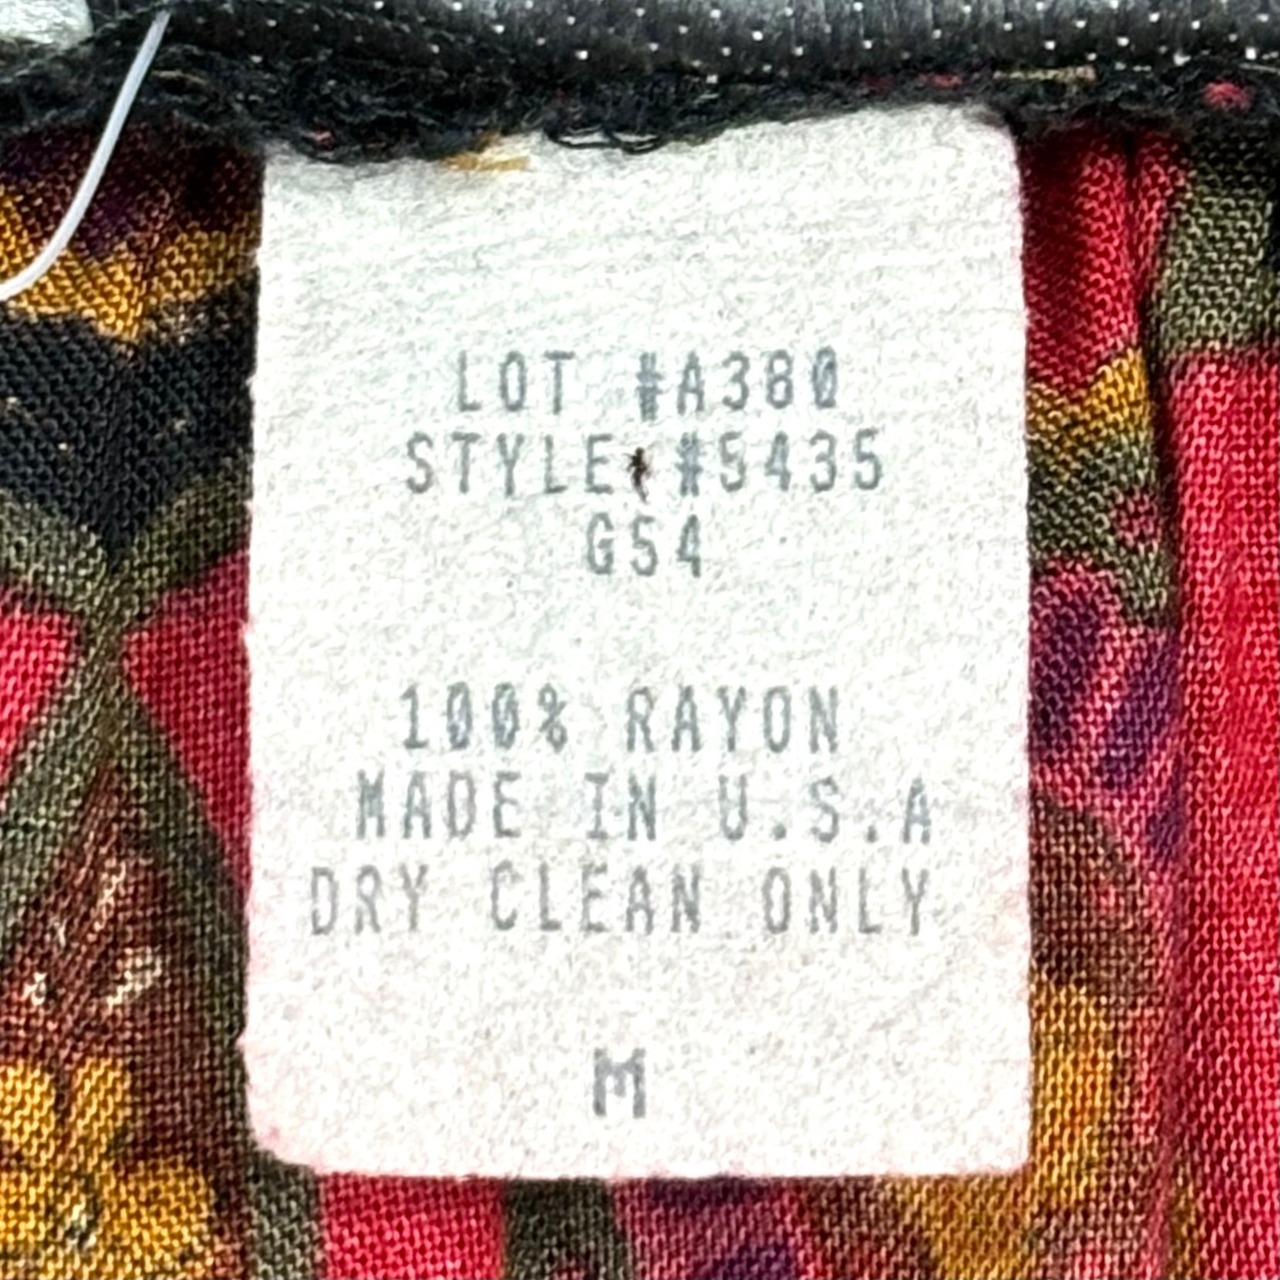 LOT #A380
STYLE #5435
G54
100% RAYON
MADE IN U.S.A
DRY CLEAN ONLY
M